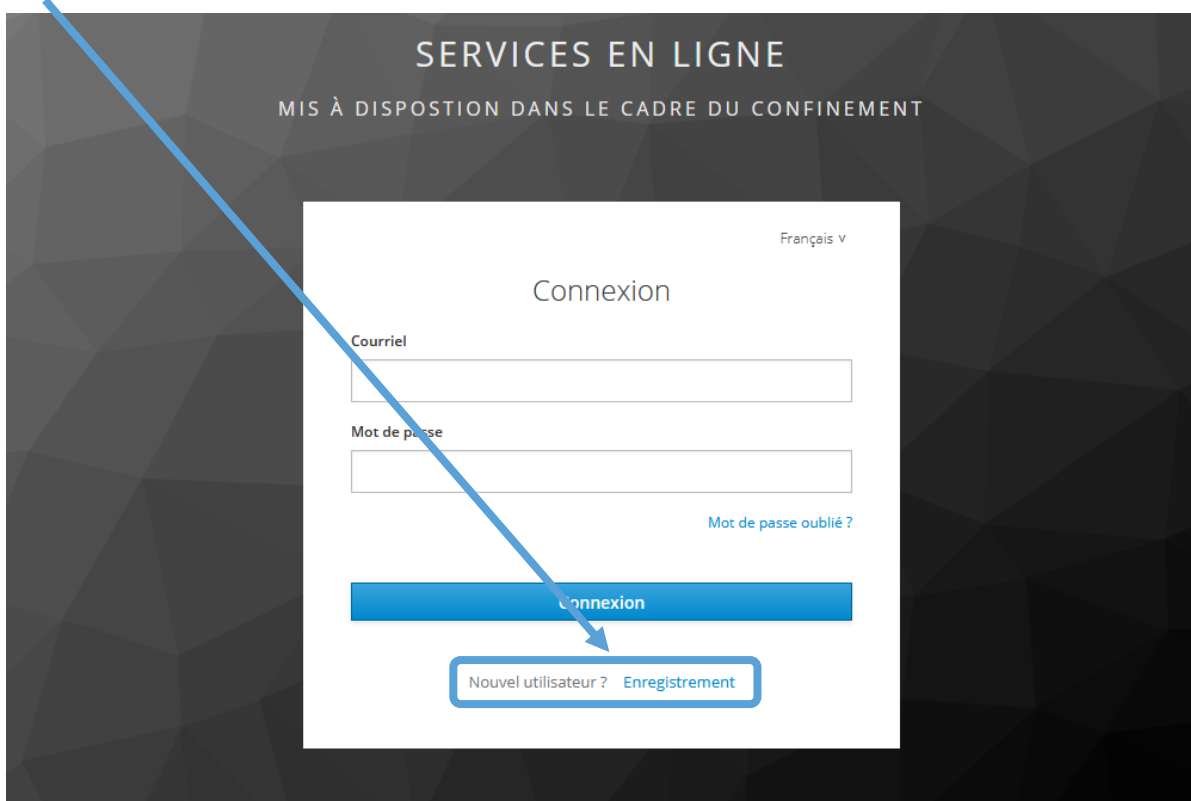 SERVICES EN LIGNE
MIS À DISPOSTION DANS LE CADRE DU CONFINEMENT
Français v
Connexion
Courriel
Mot de passe
Mot de passe oublié ?
Connexion
Nouvel utilisateur ? Enregistrement